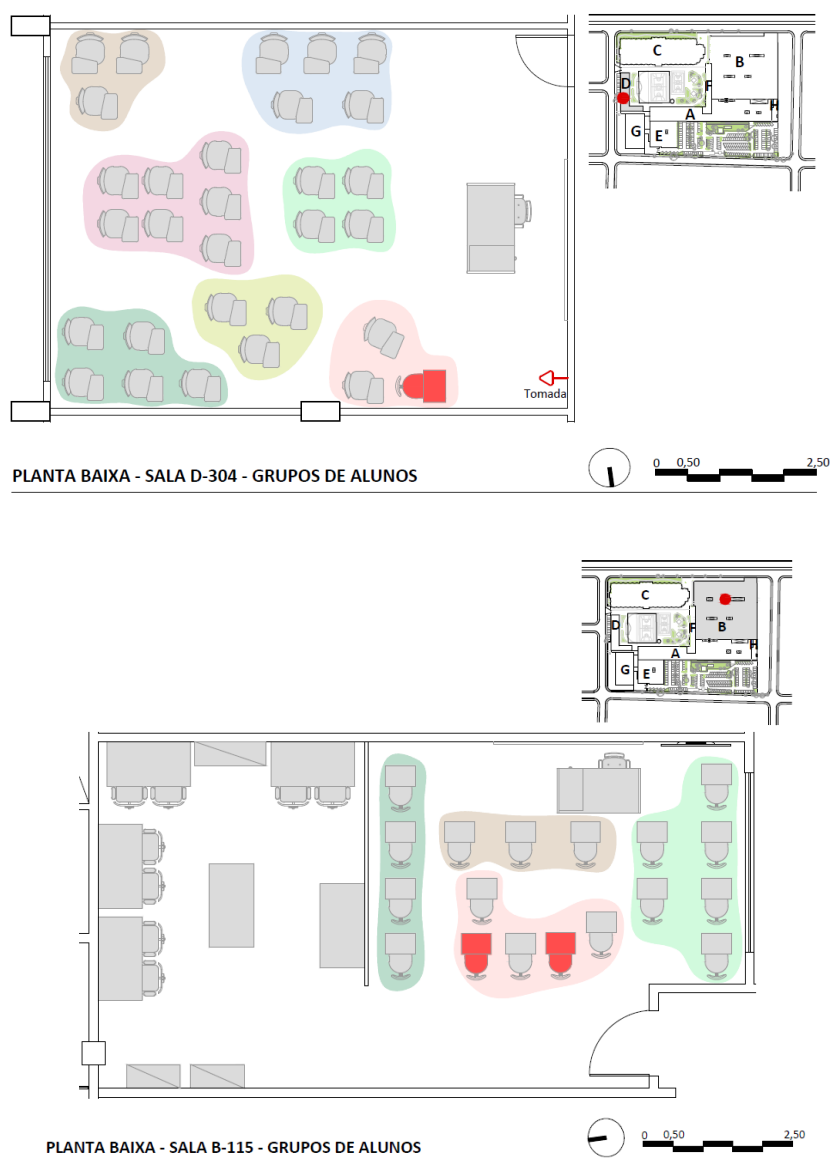 C
B
D
F
H
A
G
E
Tomada
PLANTA BAIXA - SALA D-304 - GRUPOS DE ALUNOS
0 0,50 2,50
C
B
D
F
H
A
G
E
PLANTA BAIXA - SALA B-115 - GRUPOS DE ALUNOS
0 0,50 2,50